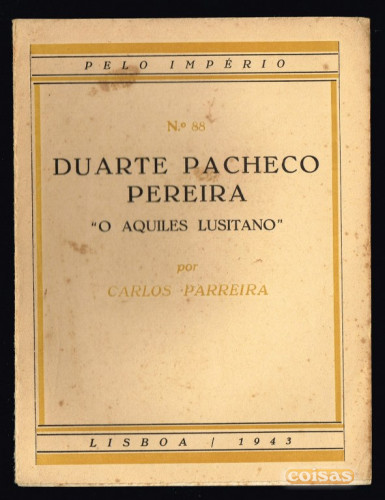 PELO IMPÉRIO
N.º 88
DUARTE PACHECO
PEREIRA
"O AQUILES LUSITANO"
por
CARLOS PARREIRA
LISBOA / 1943
coisas